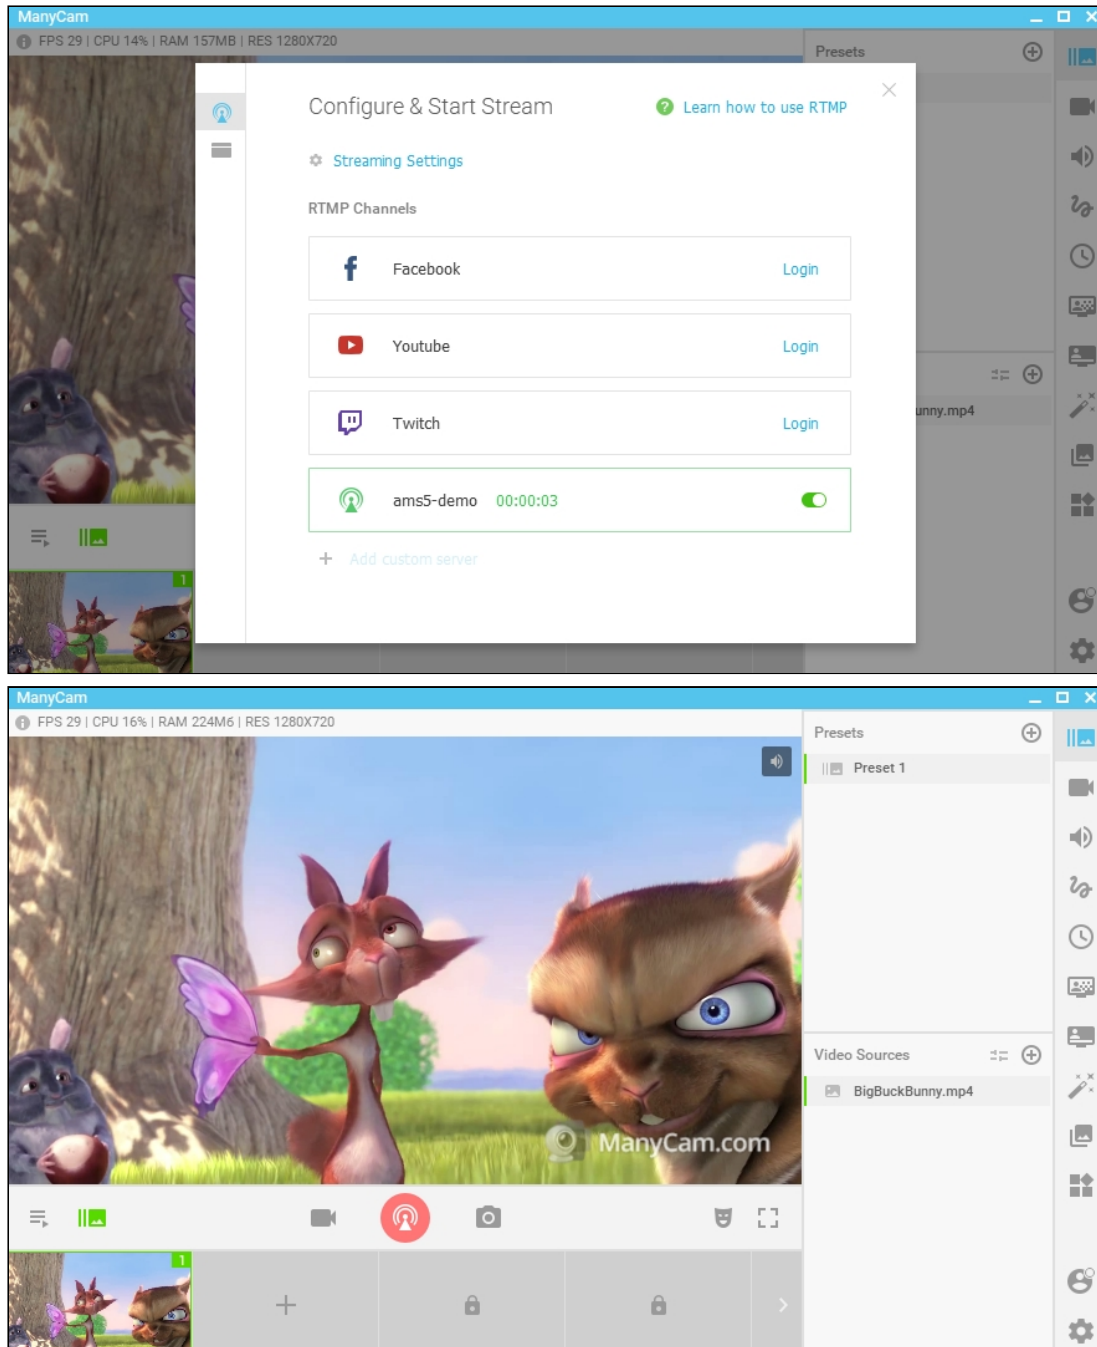 ManyCam
FPS 29 | CPU 14% | RAM 157MB | RES 1280X720
Presets
Configure & Start Stream
? Learn how to use RTMP
Streaming Settings
RTMP Channels
f Facebook Login
Youtube Login
Twitch Login
ams5-demo 00:00:03
+ Add custom server
unny.mp4
1
ManyCam
FPS 29 | CPU 16% | RAM 224M6 | RES 1280X720
Presets
Preset 1
Video Sources
BigBuckBunny.mp4
ManyCam.com
1